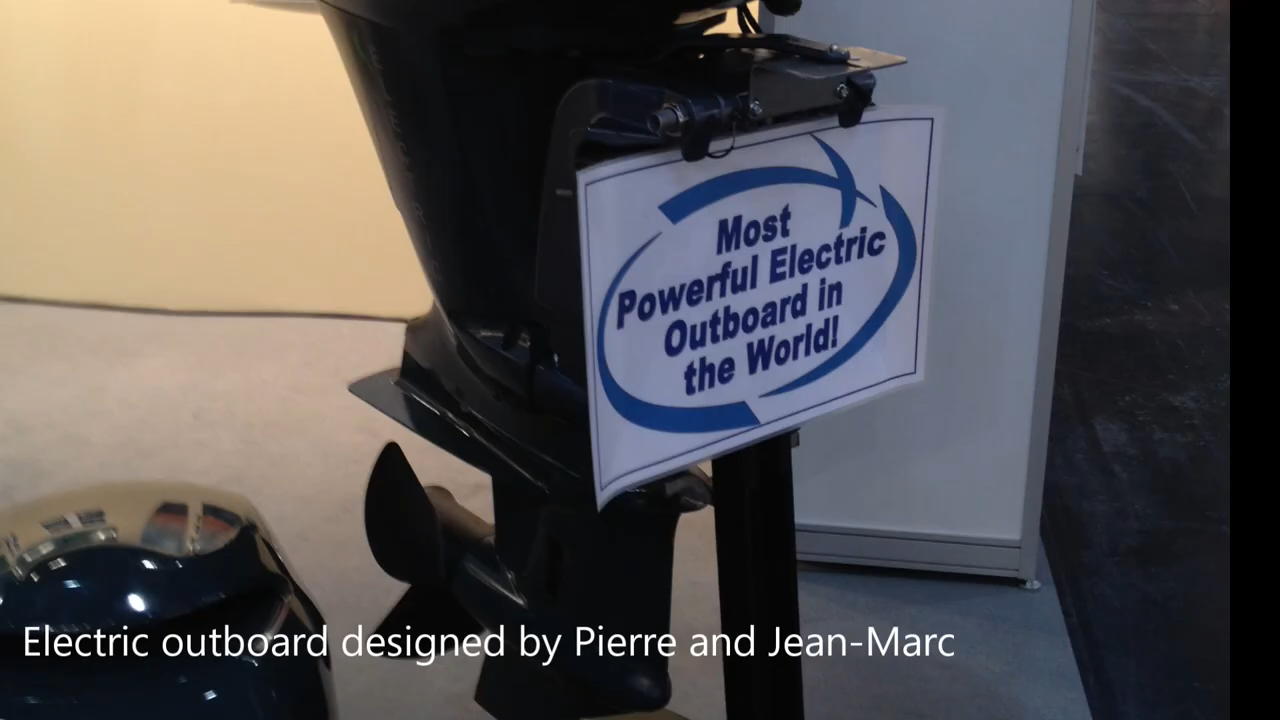 Most
Powerful Electric
Outboard in
the World!
Electric outboard designed by Pierre and Jean-Marc